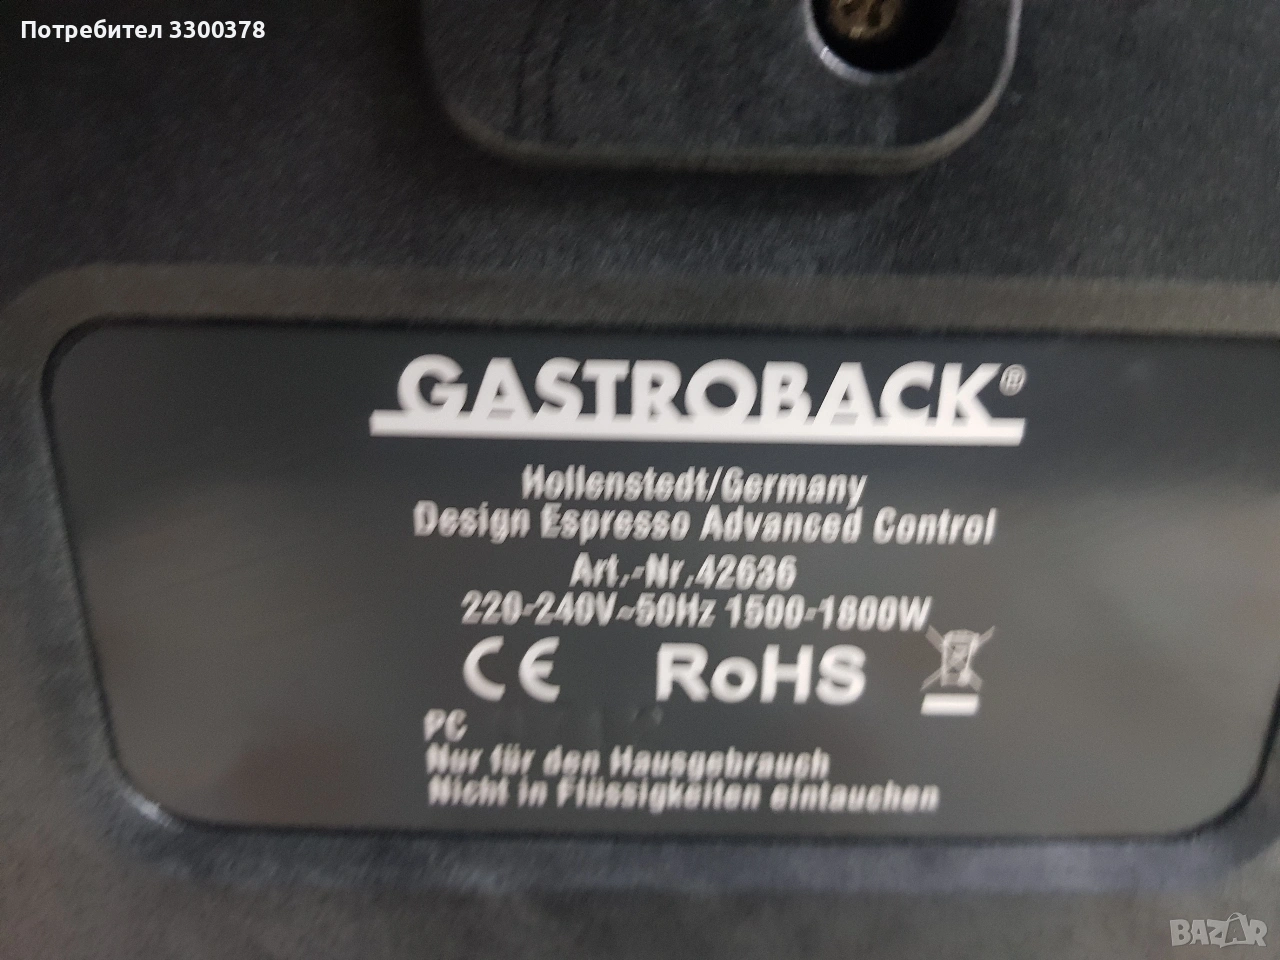 Потребител 3300378
GASTROBACK®
Hollenstedt/Germany
Design Espresso Advanced Control
Art.-Nr.42636
220-240V~50Hz 1500-1800W
CE RoHS
PC
Nur für den Hausgebrauch
Nicht in Flüssigkeiten eintauchen
BAZAR